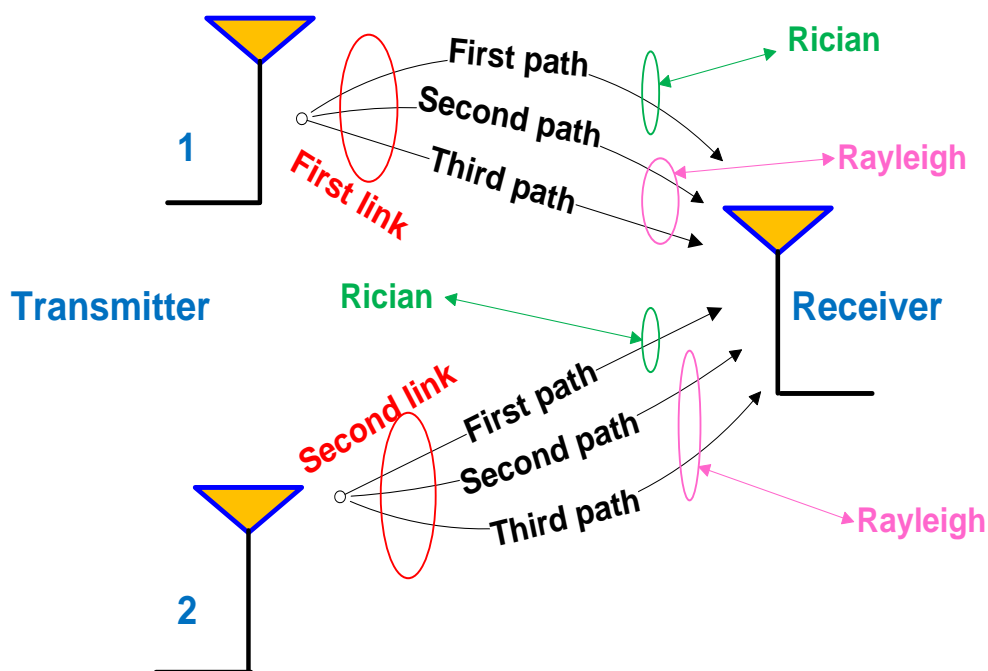 First path
Rician
Second path
1
Third path
Rayleigh
First link
Transmitter
Rician
Receiver
Second link
First path
Second path
Third path
Rayleigh
2